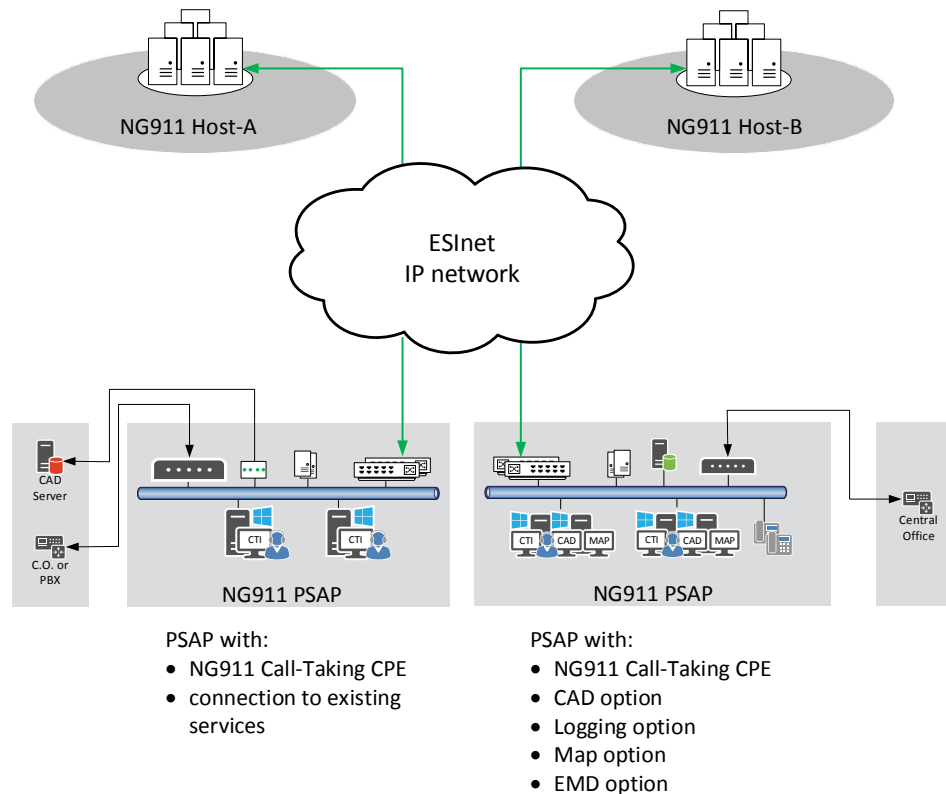 NG911 Host-A
NG911 Host-B
ESInet
IP network
CAD
Server
C.O. or
PBX
CTI
CTI
NG911 PSAP
CTI
CAD
MAP
CTI
CAD
MAP
NG911 PSAP
Central
Office
PSAP with:
• NG911 Call-Taking CPE
• connection to existing
services
PSAP with:
• NG911 Call-Taking CPE
• CAD option
• Logging option
• Map option
• EMD option